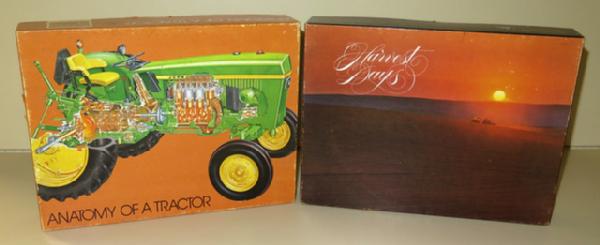 ANATOMY OF A TRACTOR
Harvest
Days